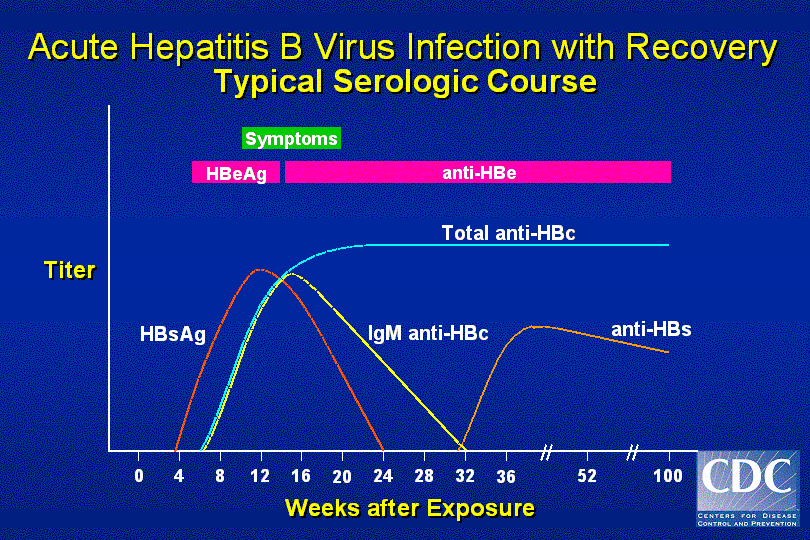 Acute Hepatitis B Virus Infection with Recovery
Typical Serologic Course
Symptoms
HBeAg
anti-HBe
Total anti-HBc
Titer
HBsAg
IgM anti-HBc
anti-HBs
0 4 8 12 16 20 24 28 32 36 52 100
Weeks after Exposure
CDC
CENTERS FOR DISEASE
CONTROL AND PREVENTION